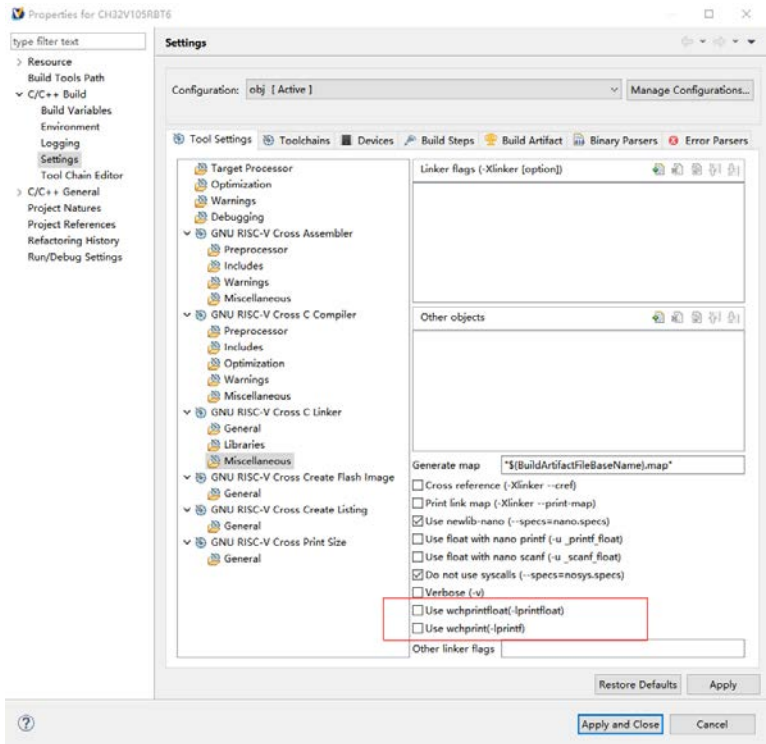 Properties for CH32V105RBT6
type filter text
Resource
Build Tools Path
C/C++ Build
Build Variables
Environment
Logging
Settings
Tool Chain Editor
C/C++ General
Project Natures
Project References
Refactoring History
Run/Debug Settings
Settings
Configuration: obj [ Active ]
Manage Configurations...
Tool Settings Toolchains Devices Build Steps Build Artifact Binary Parsers Error Parsers
Target Processor
Optimization
Warnings
Debugging
GNU RISC-V Cross Assembler
Preprocessor
Includes
Warnings
Miscellaneous
GNU RISC-V Cross C Compiler
Preprocessor
Includes
Optimization
Warnings
Miscellaneous
GNU RISC-V Cross C Linker
General
Libraries
Miscellaneous
GNU RISC-V Cross Create Flash Image
General
GNU RISC-V Cross Create Listing
General
GNU RISC-V Cross Print Size
General
Linker flags (-Xlinker [option])
Other objects
Generate map "${BuildArtifactFileBaseName}.map"
Cross reference (-Xlinker --cref)
Print link map (-Xlinker --print-map)
Use newlib-nano (--specs=nano.specs)
Use float with nano printf (-u _printf_float)
Use float with nano scanf (-u _scanf_float)
Do not use syscalls (--specs=nosys.specs)
Verbose (-v)
Use wchprintfloat(-lprintfloat)
Use wchprint(-lprintf)
Other linker flags
Restore Defaults Apply
Apply and Close Cancel